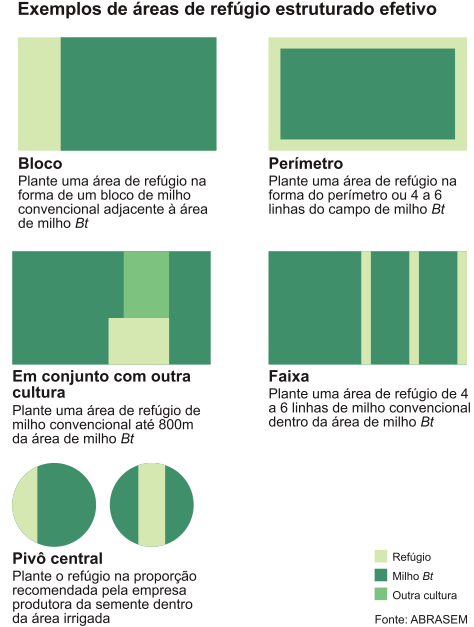 Exemplos de áreas de refúgio estruturado efetivo
Bloco
Plante uma área de refúgio na
forma de um bloco de milho
convencional adjacente à área
de milho Bt
Perímetro
Plante uma área de refúgio na
forma do perímetro ou 4 a 6
linhas do campo de milho Bt
Em conjunto com outra
cultura
Plante uma área de refúgio de
milho convencional até 800m
da área de milho Bt
Faixa
Plante uma área de refúgio de 4
a 6 linhas de milho convencional
dentro da área de milho Bt
Pivô central
Plante o refúgio na proporção
recomendada pela empresa
produtora da semente dentro
da área irrigada
Refúgio
Milho Bt
Outra cultura
Fonte: ABRASEM